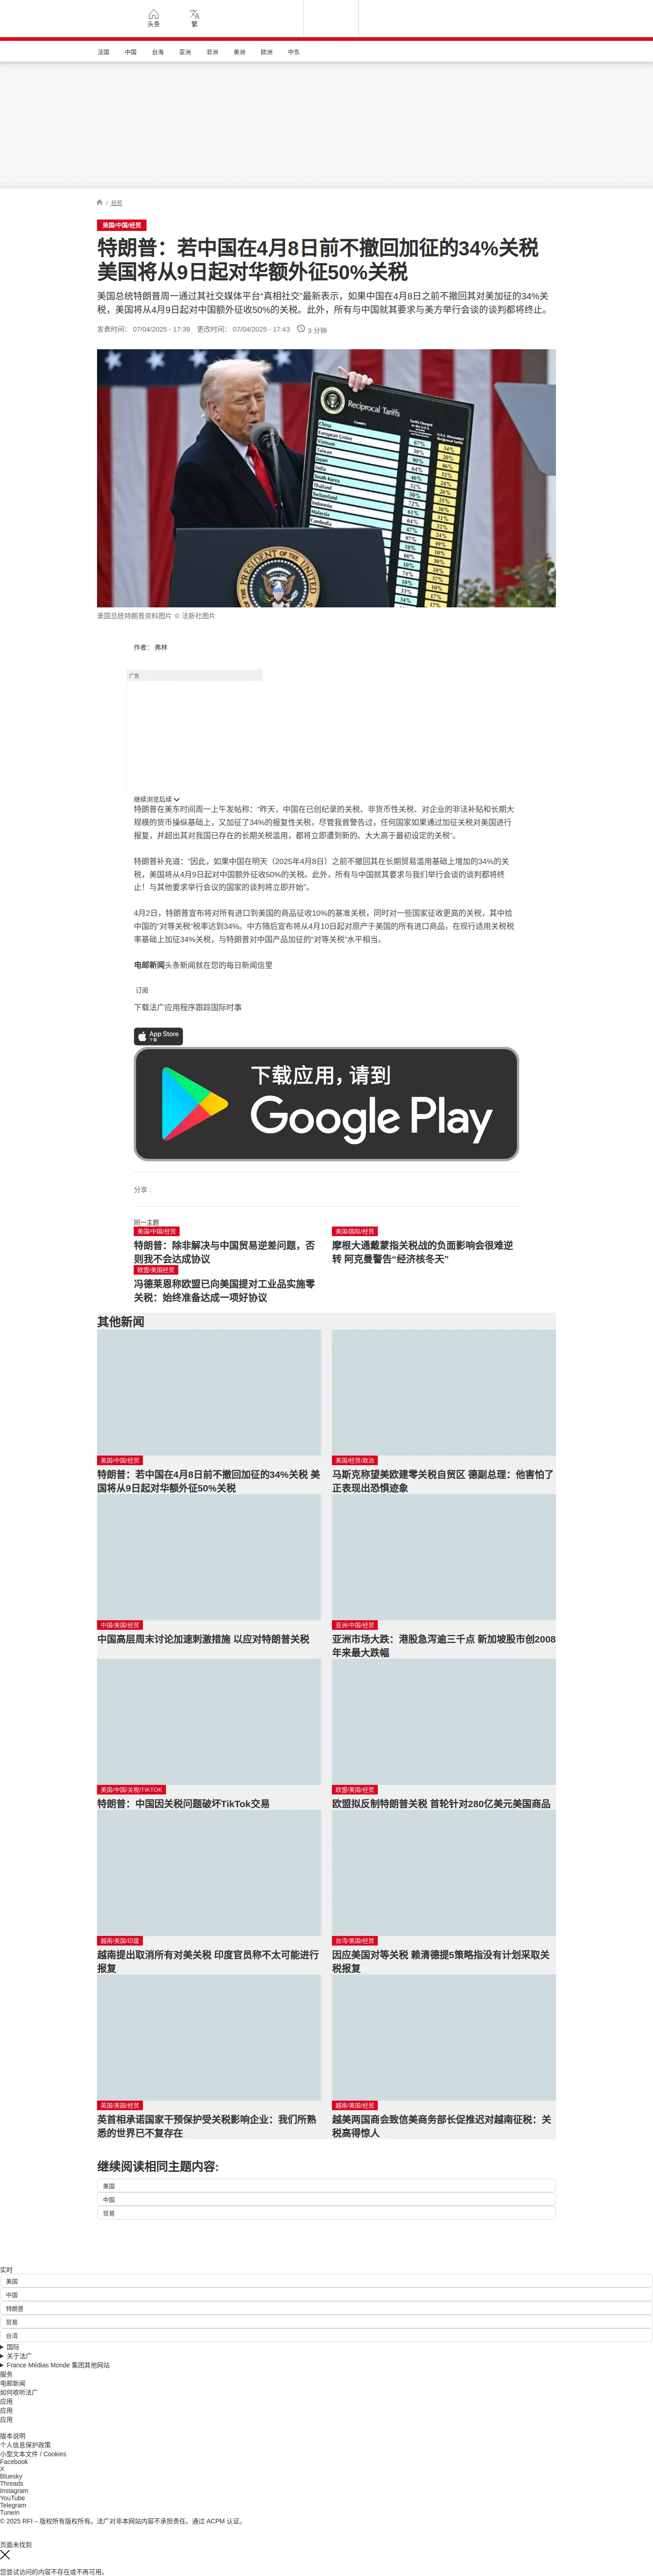 头条
繁
法国 中国 台海 亚洲 非洲 美洲 欧洲 中东
/ 经贸
美国/中国/经贸
特朗普：若中国在4月8日前不撤回加征的34%关税
美国将从9日起对华额外征50%关税
美国总统特朗普周一通过其社交媒体平台“真相社交”最新表示，如果中国在4月8日之前不撤回其对美加征的34%关
税，美国将从4月9日起对中国额外征收50%的关税。此外，所有与中国就其要求与美方举行会谈的谈判都将终止。
发表时间： 07/04/2025 - 17:39 更改时间： 07/04/2025 - 17:43 3 分钟
Reciprocal Tariffs
Country
China 67% 34%
European Union 39% 20%
Vietnam 90% 46%
Taiwan 64% 32%
Japan 46% 24%
India 52% 26%
South Korea
Thailand
Switzerland
Indonesia
Malaysia
Cambodia
PRESIDENT OF THE
美国总统特朗普资料图片 © 法新社图片
作者： 弗林
广告
继续浏览后续
特朗普在美东时间周一上午发帖称：“昨天，中国在已创纪录的关税、非货币性关税、对企业的非法补贴和长期大
规模的货币操纵基础上，又加征了34%的报复性关税，尽管我曾警告过，任何国家如果通过加征关税对美国进行
报复，并超出其对我国已存在的长期关税滥用，都将立即遭到新的、大大高于最初设定的关税”。
特朗普补充道：“因此，如果中国在明天（2025年4月8日）之前不撤回其在长期贸易滥用基础上增加的34%的关
税，美国将从4月9日起对中国额外征收50%的关税。此外，所有与中国就其要求与我们举行会谈的谈判都将终
止！与其他要求举行会议的国家的谈判将立即开始”。
4月2日，特朗普宣布将对所有进口到美国的商品征收10%的基准关税，同时对一些国家征收更高的关税，其中给
中国的“对等关税”税率达到34%。中方随后宣布将从4月10日起对原产于美国的所有进口商品，在现行适用关税税
率基础上加征34%关税，与特朗普对中国产品加征的“对等关税”水平相当。
电邮新闻头条新闻就在您的每日新闻信里
订阅
下载法广应用程序跟踪国际时事
App Store
下载
下载应用，请到
Google Play
分享 :
同一主题
美国/中国/经贸
特朗普：除非解决与中国贸易逆差问题，否
则我不会达成协议
美国/国际/经贸
摩根大通戴蒙指关税战的负面影响会很难逆
转 阿克曼警告“经济核冬天”
欧盟/美国经贸
冯德莱恩称欧盟已向美国提对工业品实施零
关税：始终准备达成一项好协议
其他新闻
美国/中国/经贸
特朗普：若中国在4月8日前不撤回加征的34%关税 美
国将从9日起对华额外征50%关税
美国/经贸/政治
马斯克称望美欧建零关税自贸区 德副总理：他害怕了
正表现出恐惧迹象
中国/美国/经贸
中国高层周末讨论加速刺激措施 以应对特朗普关税
亚洲/中国/经贸
亚洲市场大跌：港股急泻逾三千点 新加坡股市创2008
年来最大跌幅
美国/中国/关税/TIKTOK
特朗普：中国因关税问题破坏TikTok交易
欧盟/美国/经贸
欧盟拟反制特朗普关税 首轮针对280亿美元美国商品
越南/美国/印度
越南提出取消所有对美关税 印度官员称不太可能进行
报复
台湾/美国/经贸
因应美国对等关税 赖清德提5策略指没有计划采取关
税报复
英国/美国/经贸
英首相承诺国家干预保护受关税影响企业：我们所熟
悉的世界已不复存在
越南/美国/经贸
越美两国商会致信美商务部长促推迟对越南征税：关
税高得惊人
继续阅读相同主题内容:
美国
中国
贸易
实时
美国
中国
特朗普
贸易
台湾
国际
关于法广
France Médias Monde 集团其他网站
服务
电邮新闻
如何收听法广
应用
应用
应用
版本说明
个人信息保护政策
小型文本文件 / Cookies
Facebook
X
Bluesky
Threads
Instagram
YouTube
Telegram
TuneIn
© 2025 RFI – 版权所有版权所有。法广对非本网站内容不承担责任。通过 ACPM 认证。
页面未找到
您尝试访问的内容不存在或不再可用。